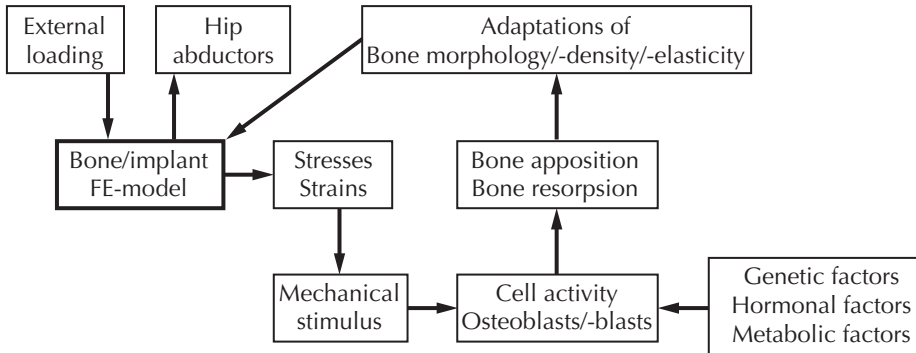 External
loading
Hip
abductors
Adaptations of
Bone morphology/-density/-elasticity
Bone/implant
FE-model
Stresses
Strains
Bone apposition
Bone resorpsion
Mechanical
stimulus
Cell activity
Osteoblasts/-blasts
Genetic factors
Hormonal factors
Metabolic factors